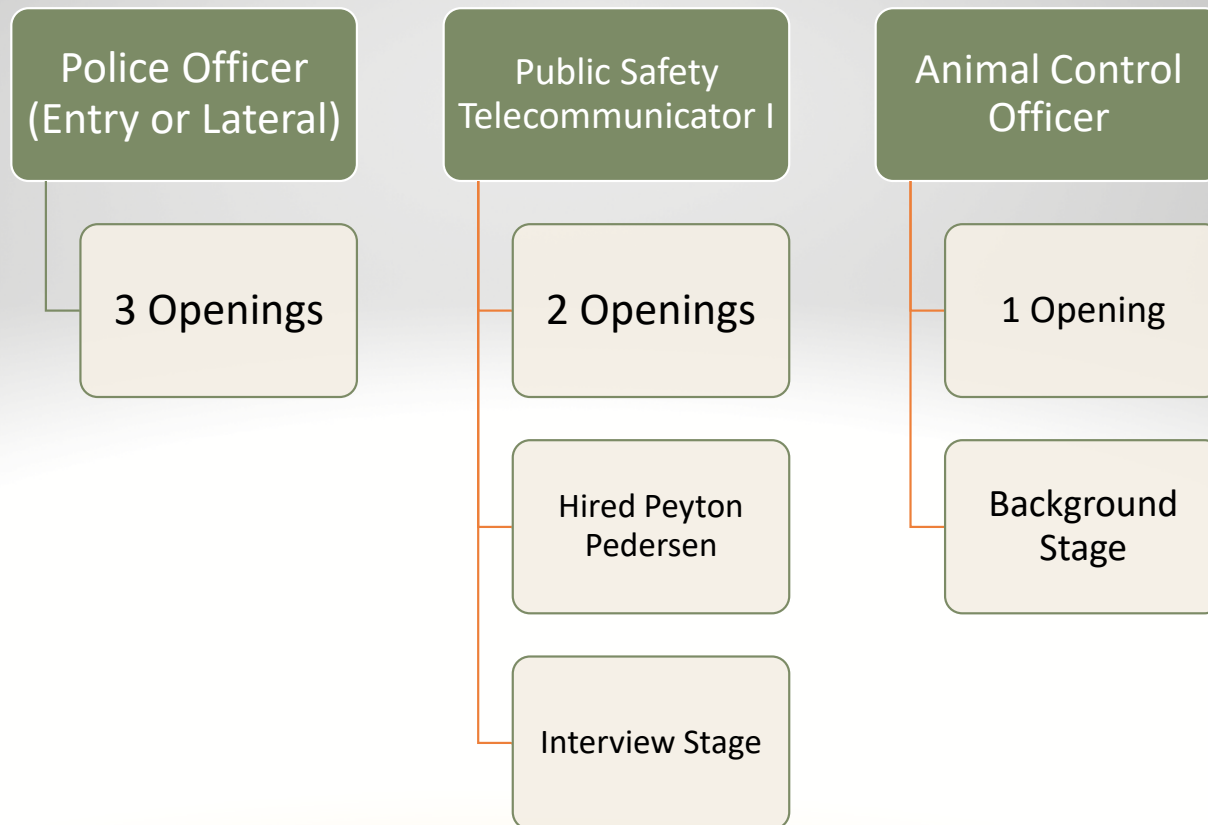 Police Officer
(Entry or Lateral)
3 Openings
Public Safety
Telecommunicator I
2 Openings
Hired Peyton
Pedersen
Interview Stage
Animal Control
Officer
1 Opening
Background
Stage